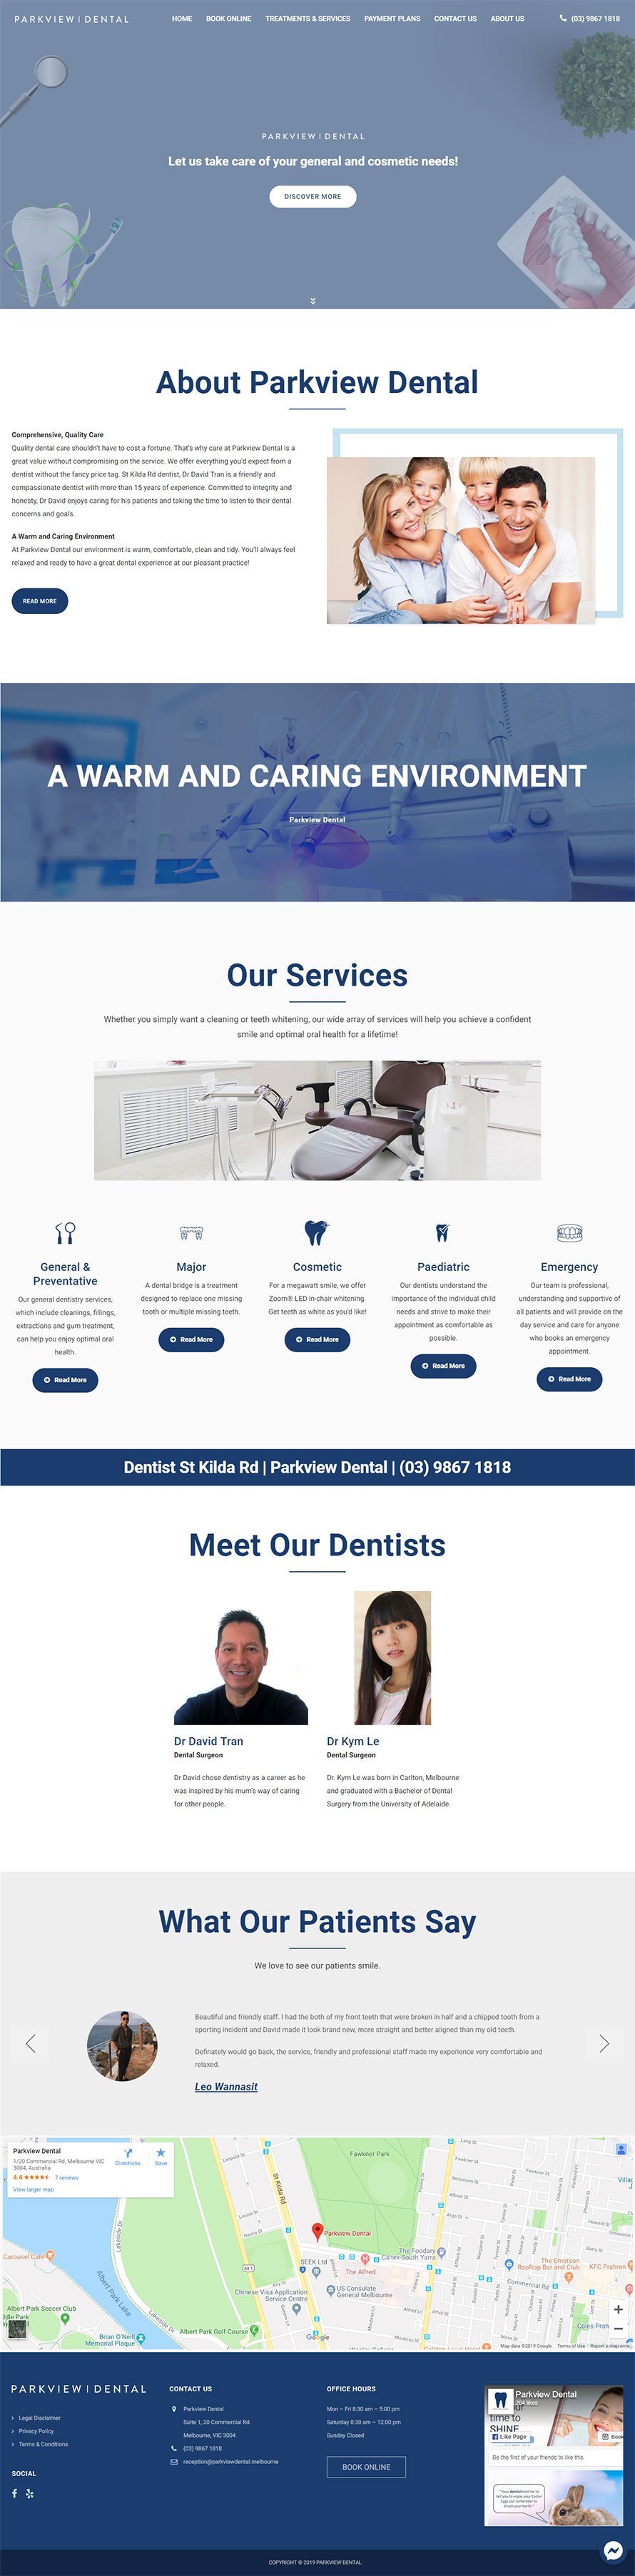 PARKVIEW | DENTAL
HOME BOOK ONLINE TREATMENTS & SERVICES PAYMENT PLANS CONTACT US ABOUT US (03) 9867 1818
PARKVIEW | DENTAL
Let us take care of your general and cosmetic needs!
DISCOVER MORE
About Parkview Dental
Comprehensive, Quality Care
Quality dental care shouldn't have to cost a fortune. That's why care at Parkview Dental is a
great value without compromising on the service. We offer everything you'd expect from a
dentist without the fancy price tag. St Kilda Rd dentist, Dr David Tran is a friendly and
compassionate dentist with more than 15 years of experience. Committed to integrity and
honesty, Dr David enjoys caring for his patients and taking the time to listen to their dental
concerns and goals.
A Warm and Caring Environment
At Parkview Dental our environment is warm, comfortable, clean and tidy. You'll always feel
relaxed and ready to have a great dental experience at our pleasant practice!
READ MORE
A WARM AND CARING ENVIRONMENT
Parkview Dental
Our Services
Whether you simply want a cleaning or teeth whitening, our wide array of services will help you achieve a confident
smile and optimal oral health for a lifetime!
General &
Preventative
Our general dentistry services,
which include cleanings, fillings,
extractions and gum treatment,
can help you enjoy optimal oral
health.
Read More
Major
A dental bridge is a treatment
designed to replace one missing
tooth or multiple missing teeth.
Read More
Cosmetic
For a megawatt smile, we offer
Zoom® LED in-chair whitening.
Get teeth as white as you'd like!
Read More
Paediatric
Our dentists understand the
importance of the individual child
needs and strive to make their
appointment as comfortable as
possible.
Read More
Emergency
Our team is professional,
understanding and supportive of
all patients and will provide on the
day service and care for anyone
who books an emergency
appointment.
Read More
Dentist St Kilda Rd | Parkview Dental | (03) 9867 1818
Meet Our Dentists
Dr David Tran
Dental Surgeon
Dr David chose dentistry as a career as he
was inspired by his mum's way of caring
for other people.
Dr Kym Le
Dental Surgeon
Dr. Kym Le was born in Carlton, Melbourne
and graduated with a Bachelor of Dental
Surgery from the University of Adelaide.
What Our Patients Say
We love to see our patients smile.
Beautiful and friendly staff. I had the both of my front teeth that were broken in half and a chipped tooth from a
sporting incident and David made it look brand new, more straight and better aligned than my old teeth.
Definately would go back, the service, friendly and professional staff made my experience very comfortable and
relaxed.
Leo Wannasit
Parkview Dental
1/20 Commercial Rd, Melbourne VIC
3004, Australia
4.4 7 reviews
View larger map
Directions
Save
Fawkner Park
St Kilda Rd
Parkview Dental
Carousel Cafe
Lakeside Dr
Albert Park Lake
SEEK Ltd
The Alfred
The Foodary
Caltex South Yarra
The Emerson
Rooftop Bar and Club
KFC Prahran
Commercial Rd
Chinese Visa Application
Service Centre
US Consulate
General Melbourne
Albert Park Soccer Club
Brian O'Neill
Memorial Plaque
Lakeside Dr
Albert Park Golf Course
Google
Map data ©2019 Google Terms of Use Report a map error
PARKVIEW | DENTAL
Legal Disclaimer
Privacy Policy
Terms & Conditions
SOCIAL
CONTACT US
Parkview Dental
Suite 1, 20 Commercial Rd.
Melbourne, VIC 3004
(03) 9867 1818
reception@parkviewdental.melbourne
OFFICE HOURS
Mon – Fri 8:30 am – 5:00 pm
Saturday 8:30 am – 12:00 pm
Sunday Closed
BOOK ONLINE
Parkview Dental
264 likes
time to
SHINE
Like Page
Book
Be the first of your friends to like this
COPYRIGHT © 2019 PARKVIEW DENTAL